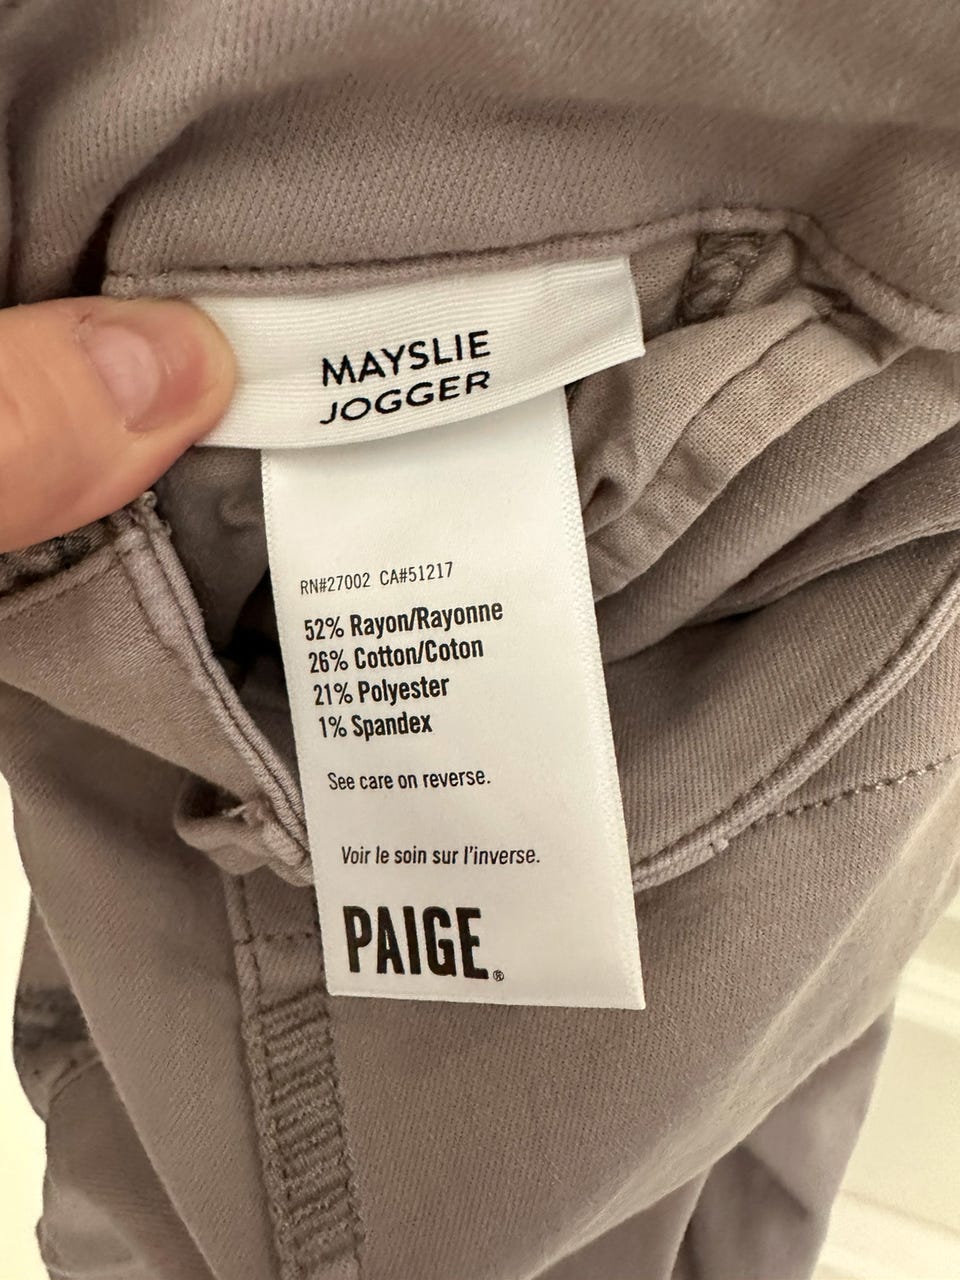 MAYSLIE
JOGGER
RN#27002 CA#51217
52% Rayon/Rayonne
26% Cotton/Coton
21% Polyester
1% Spandex
See care on reverse.
Voir le soin sur l'inverse.
PAIGE®